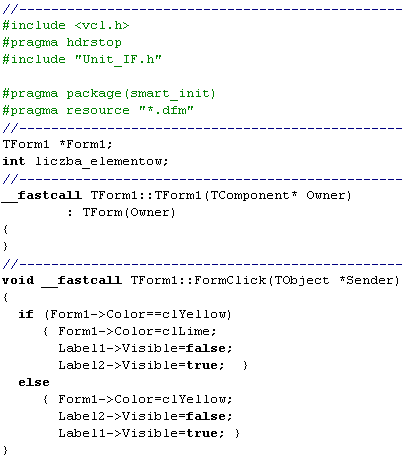 //--------------------------------------------------
#include <vcl.h>
#pragma hdrstop
#include "Unit_IF.h"
#pragma package(smart_init)
#pragma resource "*.dfm"
//--------------------------------------------------
TForm1 *Form1;
int liczba_elementow;
//--------------------------------------------------
__fastcall TForm1::TForm1(TComponent* Owner)
        : TForm(Owner)
{
}
//--------------------------------------------------
void __fastcall TForm1::FormClick(TObject *Sender)
{
  if (Form1->Color==clYellow)
     { Form1->Color=clLime;
       Label1->Visible=false;
       Label2->Visible=true;  }
  else
     { Form1->Color=clYellow;
       Label2->Visible=false;
       Label1->Visible=true; }
}